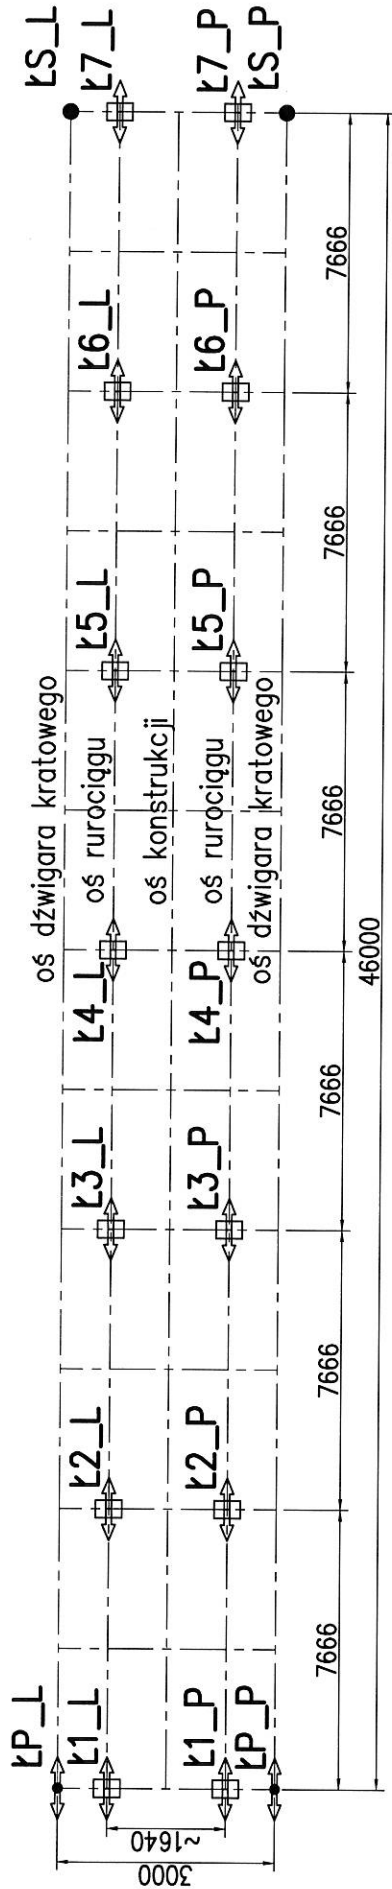 ŁP_L
Ł1_L
Ł2_L
Ł3_L
Ł4_L
Ł5_L
Ł6_L
Ł7_L
ŁS_L
oś dźwigara kratowego
oś rurociągu
oś konstrukcji
oś rurociągu
oś dźwigara kratowego
Ł1_P
ŁP_P
Ł2_P
Ł3_P
Ł4_P
Ł5_P
Ł6_P
Ł7_P
ŁS_P
3000
~1640
7666
7666
7666
7666
7666
7666
46000